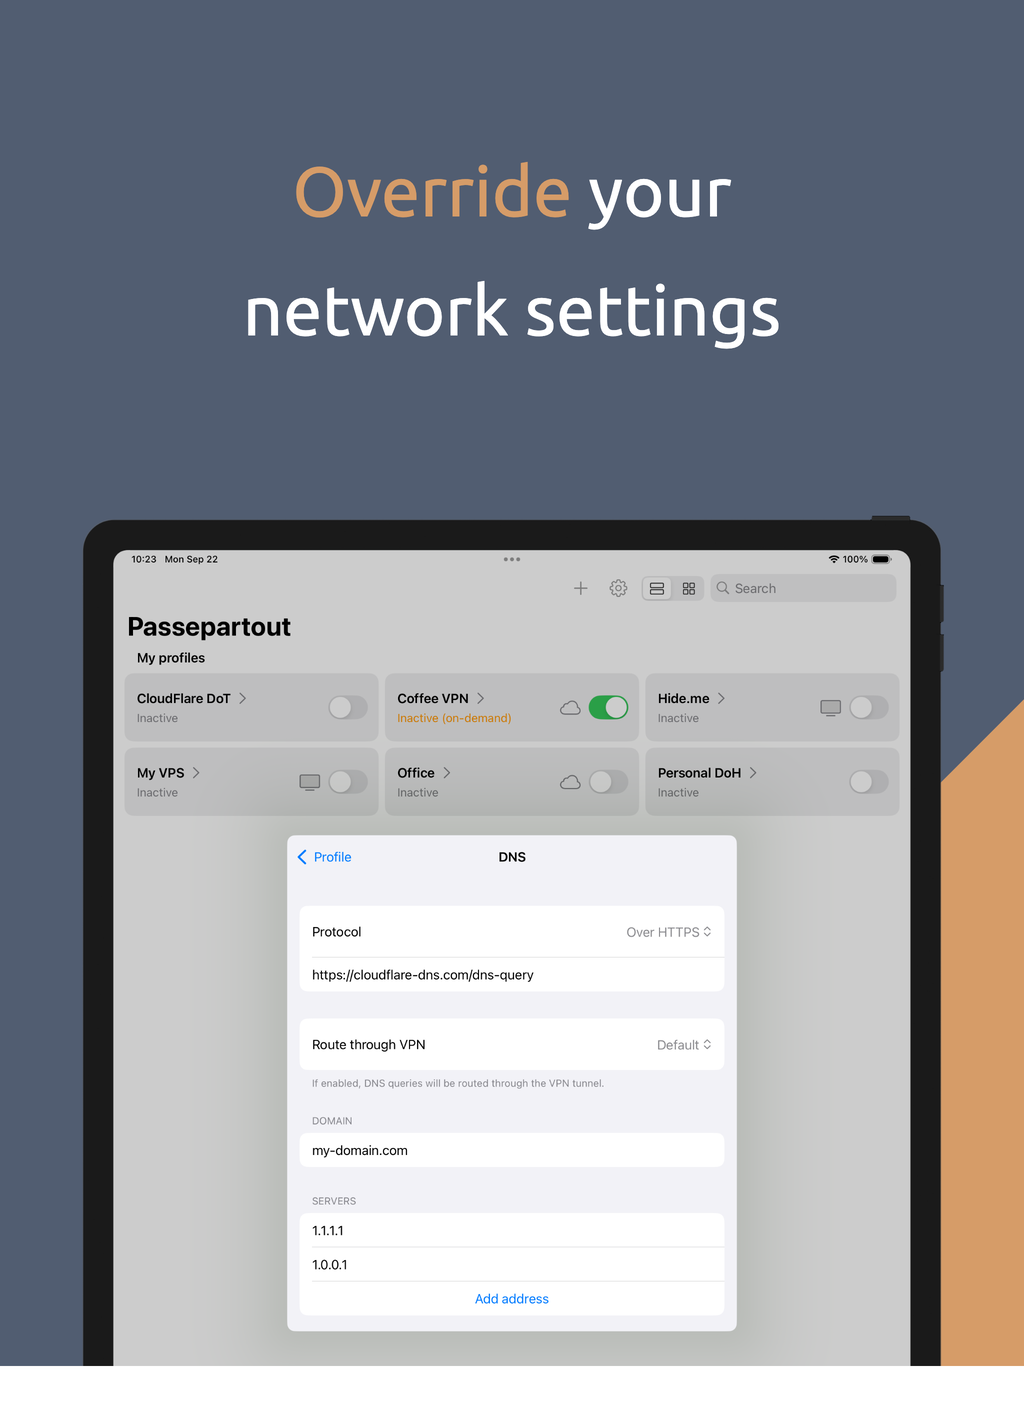 Override your
network settings
10:23 Mon Sep 22
100%
Search
Passepartout
My profiles
CloudFlare DoT
Inactive
Coffee VPN
Inactive (on-demand)
Hide.me
Inactive
My VPS
Inactive
Office
Inactive
Personal DoH
Inactive
Profile
DNS
Protocol
Over HTTPS
https://cloudflare-dns.com/dns-query
Route through VPN
Default
If enabled, DNS queries will be routed through the VPN tunnel.
DOMAIN
my-domain.com
SERVERS
1.1.1.1
1.0.0.1
Add address